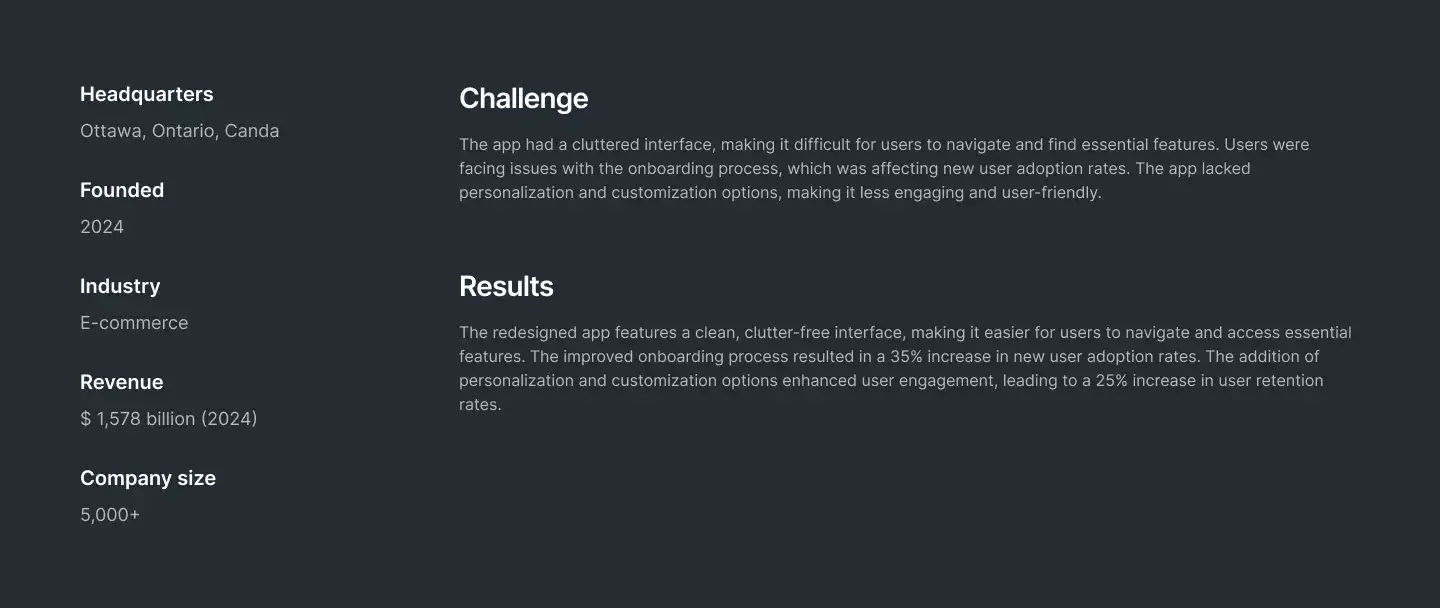 Headquarters
Ottawa, Ontario, Canda
Founded
2024
Industry
E-commerce
Revenue
$ 1,578 billion (2024)
Company size
5,000+
Challenge
The app had a cluttered interface, making it difficult for users to navigate and find essential features. Users were
facing issues with the onboarding process, which was affecting new user adoption rates. The app lacked
personalization and customization options, making it less engaging and user-friendly.
Results
The redesigned app features a clean, clutter-free interface, making it easier for users to navigate and access essential
features. The improved onboarding process resulted in a 35% increase in new user adoption rates. The addition of
personalization and customization options enhanced user engagement, leading to a 25% increase in user retention
rates.